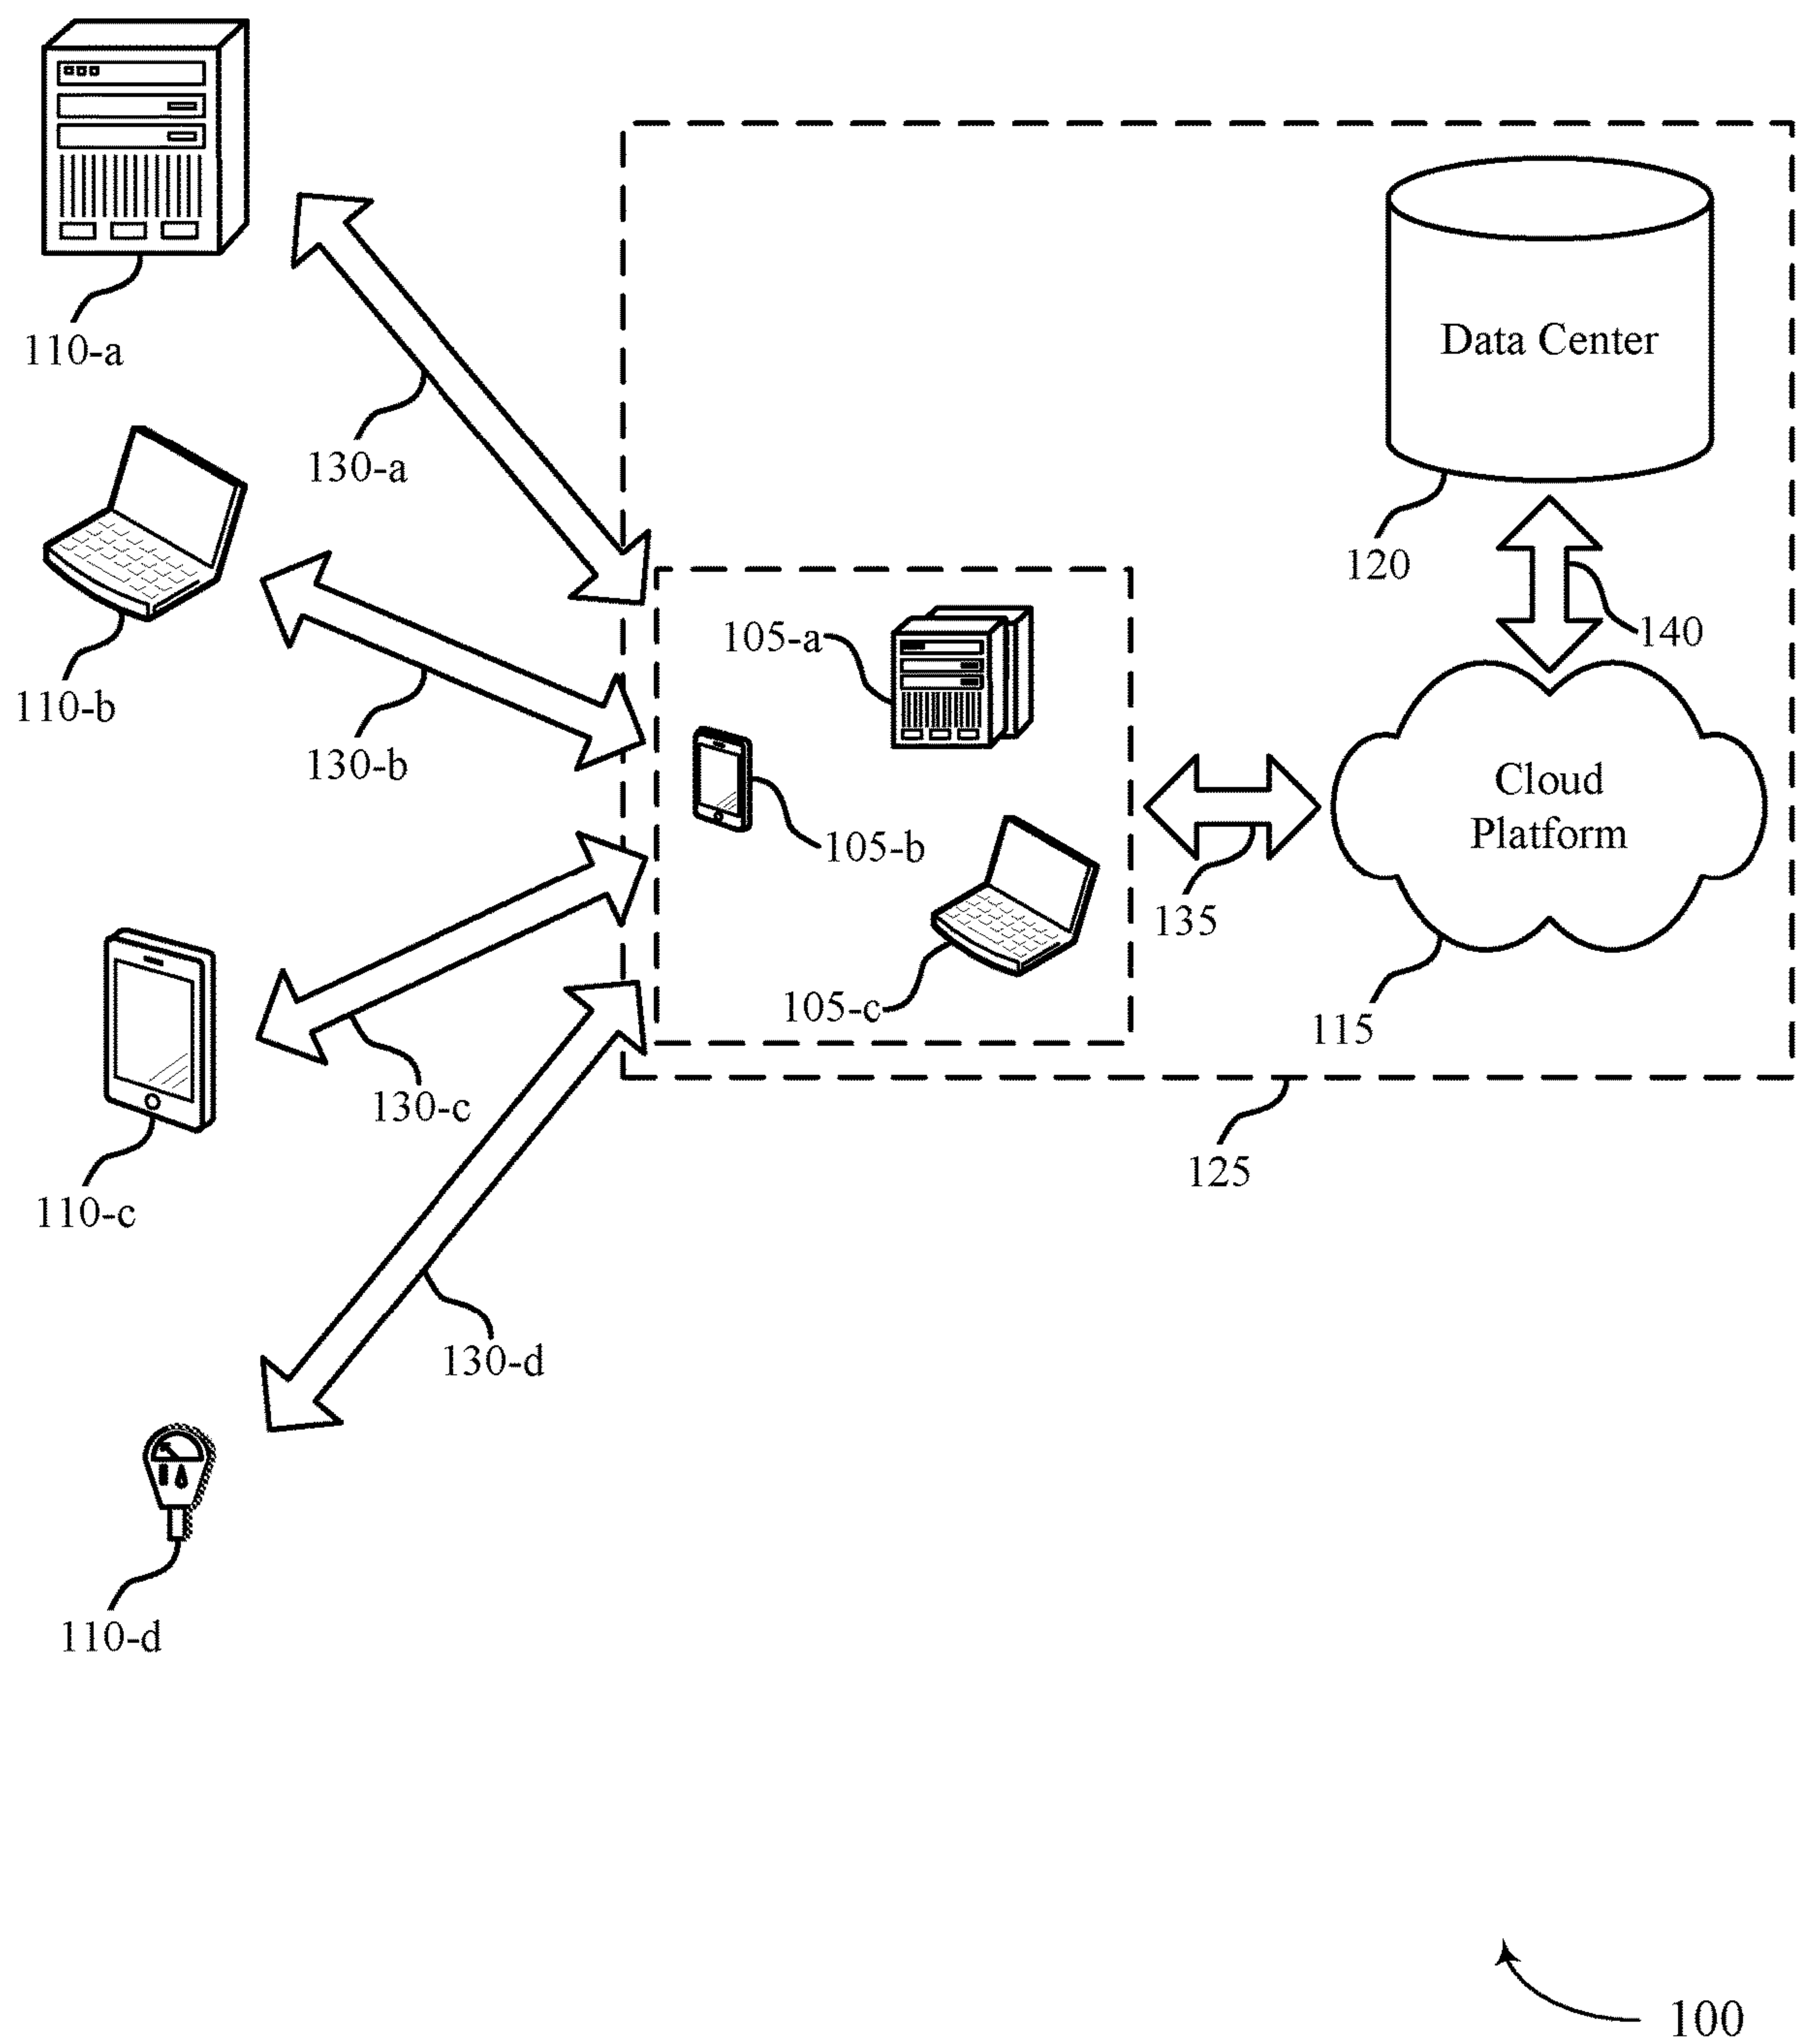 110-a
130-a
Data Center
120
140
105-a
110-b
130-b
105-b
Cloud
Platform
135
105-c
115
130-c
125
110-c
130-d
110-d
100